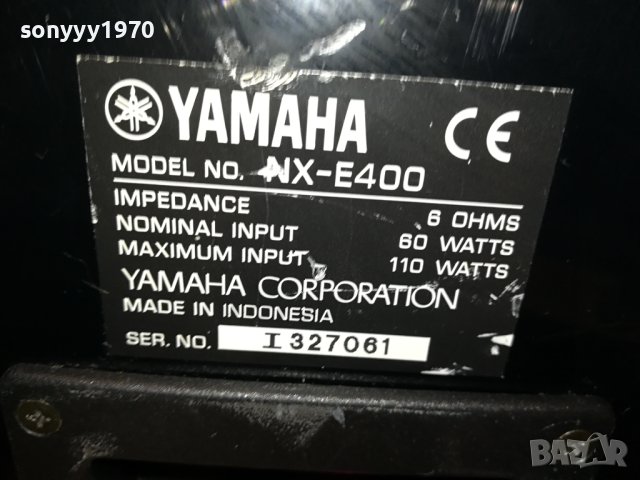 sonyyy1970
YAMAHA
CE
MODEL NO. NX-E400
IMPEDANCE 6 OHMS
NOMINAL INPUT 60 WATTS
MAXIMUM INPUT 110 WATTS
YAMAHA CORPORATION
MADE IN INDONESIA
SER. NO. I 327061
BAZAR